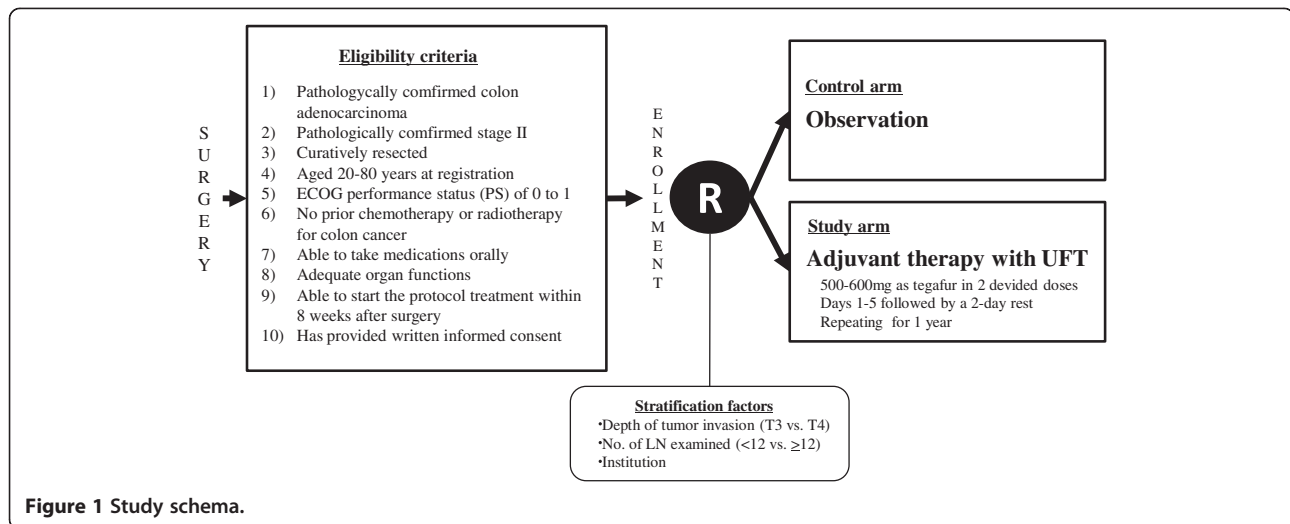 SURGERY
Eligibility criteria
1) Pathologycally comfirmed colon
adenocarcinoma
2) Pathologically comfirmed stage II
3) Curatively resected
4) Aged 20-80 years at registration
5) ECOG performance status (PS) of 0 to 1
6) No prior chemotherapy or radiotherapy
for colon cancer
7) Able to take medications orally
8) Adequate organ functions
9) Able to start the protocol treatment within
8 weeks after surgery
10) Has provided written informed consent
ENROLLMENT
R
Control arm
Observation
Study arm
Adjuvant therapy with UFT
500-600mg as tegafur in 2 devided doses
Days 1-5 followed by a 2-day rest
Repeating for 1 year
Stratification factors
•Depth of tumor invasion (T3 vs. T4)
•No. of LN examined (<12 vs. ≥12)
•Institution
Figure 1 Study schema.